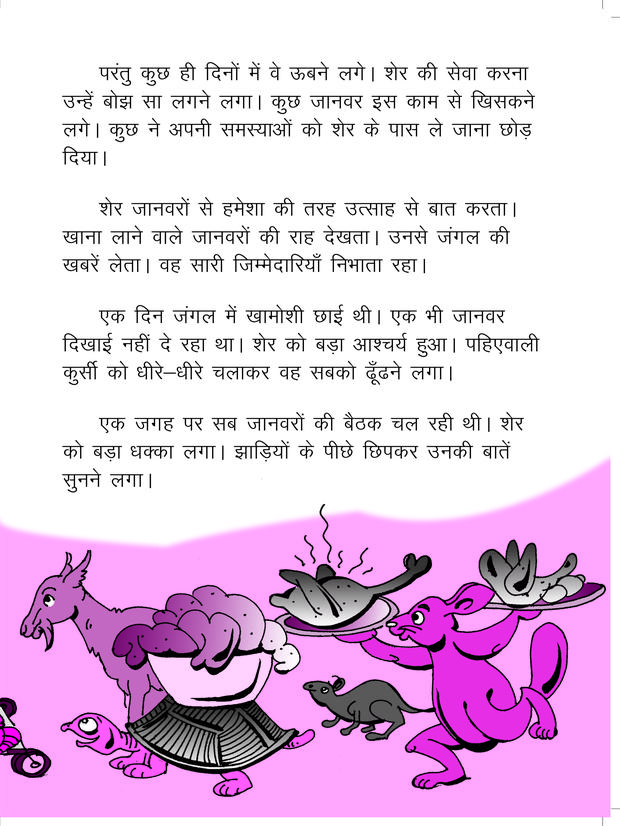 परंतु कुछ ही दिनों में वे ऊबने लगे। शेर की सेवा करना
उन्हें बोझ सा लगने लगा। कुछ जानवर इस काम से खिसकने
लगे। कुछ ने अपनी समस्याओं को शेर के पास ले जाना छोड़
दिया।
शेर जानवरों से हमेशा की तरह उत्साह से बात करता।
खाना लाने वाले जानवरों की राह देखता। उनसे जंगल की
खबरें लेता। वह सारी जिम्मेदारियाँ निभाता रहा।
एक दिन जंगल में खामोशी छाई थी। एक भी जानवर
दिखाई नहीं दे रहा था। शेर को बड़ा आश्चर्य हुआ। पहिएवाली
कुर्सी को धीरे–धीरे चलाकर वह सबको ढूँढने लगा।
एक जगह पर सब जानवरों की बैठक चल रही थी। शेर
को बड़ा धक्का लगा। झाड़ियों के पीछे छिपकर उनकी बातें
सुनने लगा।